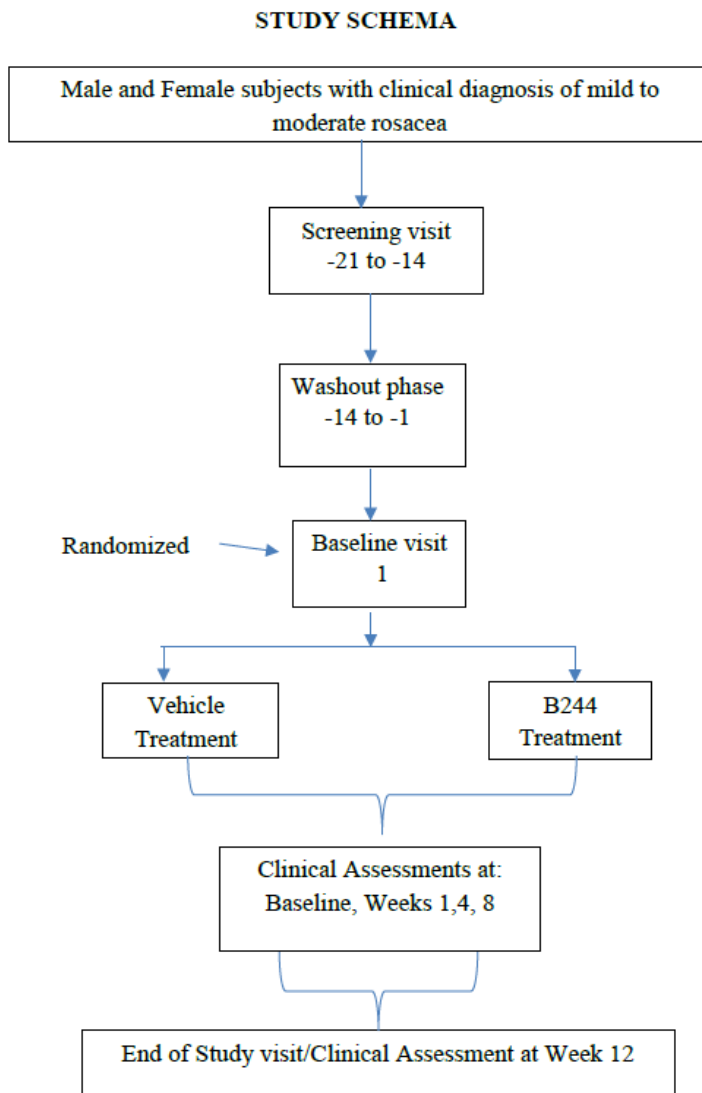 STUDY SCHEMA
Male and Female subjects with clinical diagnosis of mild to
moderate rosacea
Screening visit
-21 to -14
Washout phase
-14 to -1
Randomized
Baseline visit
1
Vehicle
Treatment
B244
Treatment
Clinical Assessments at:
Baseline, Weeks 1,4, 8
End of Study visit/Clinical Assessment at Week 12